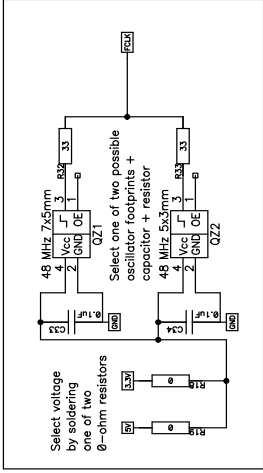 FCLK
33
R32
33
R33
48 MHz 7x5mm
3
1
OE
Vcc
GND
4
2
QZ1
Select one of two possible
oscillator footprints +
capacitor + resistor
48 MHz 5x3mm
3
1
OE
Vcc
GND
4
2
QZ2
C33
0.1uF
GND
C34
0.1uF
GND
Select voltage
by soldering
one of two
0-ohm resistors
3.3V
0
R18
5V
0
R19